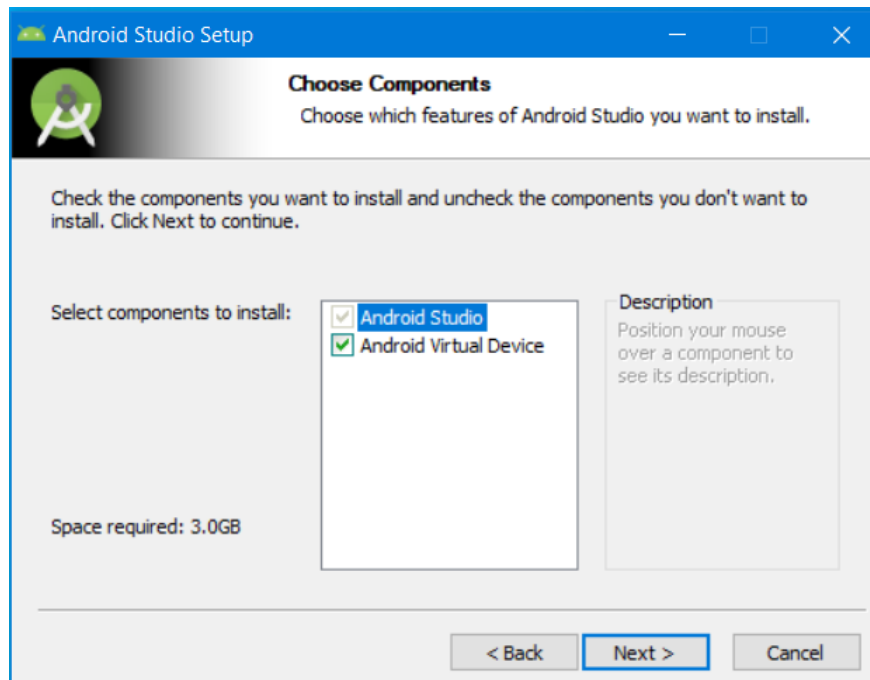 Android Studio Setup
Choose Components
Choose which features of Android Studio you want to install.
Check the components you want to install and uncheck the components you don't want to
install. Click Next to continue.
Select components to install:
Android Studio
Android Virtual Device
Description
Position your mouse
over a component to
see its description.
Space required: 3.0GB
< Back
Next >
Cancel